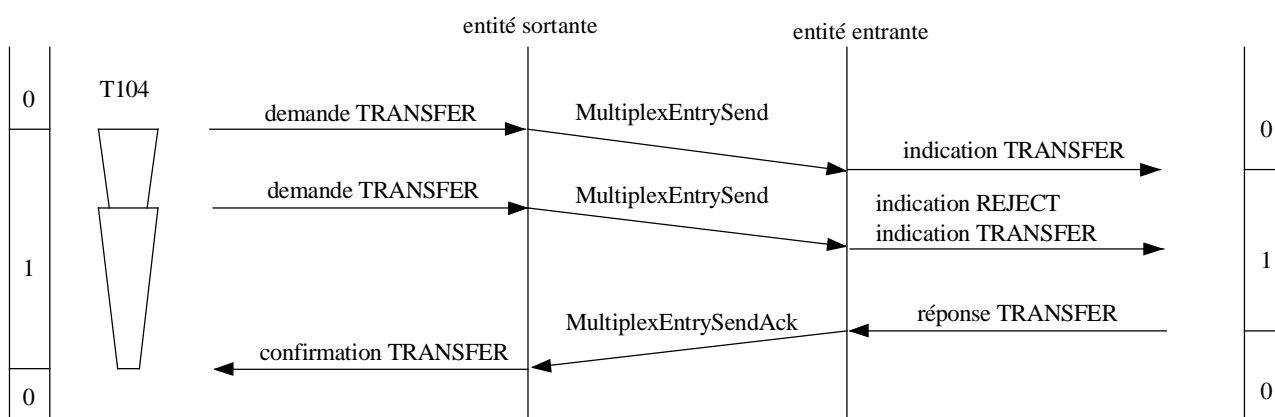 entité sortante
entité entrante
T104
0
demande TRANSFER
MultiplexEntrySend
0
indication TRANSFER
demande TRANSFER
MultiplexEntrySend
indication REJECT
indication TRANSFER
1
1
MultiplexEntrySendAck
réponse TRANSFER
confirmation TRANSFER
0
0